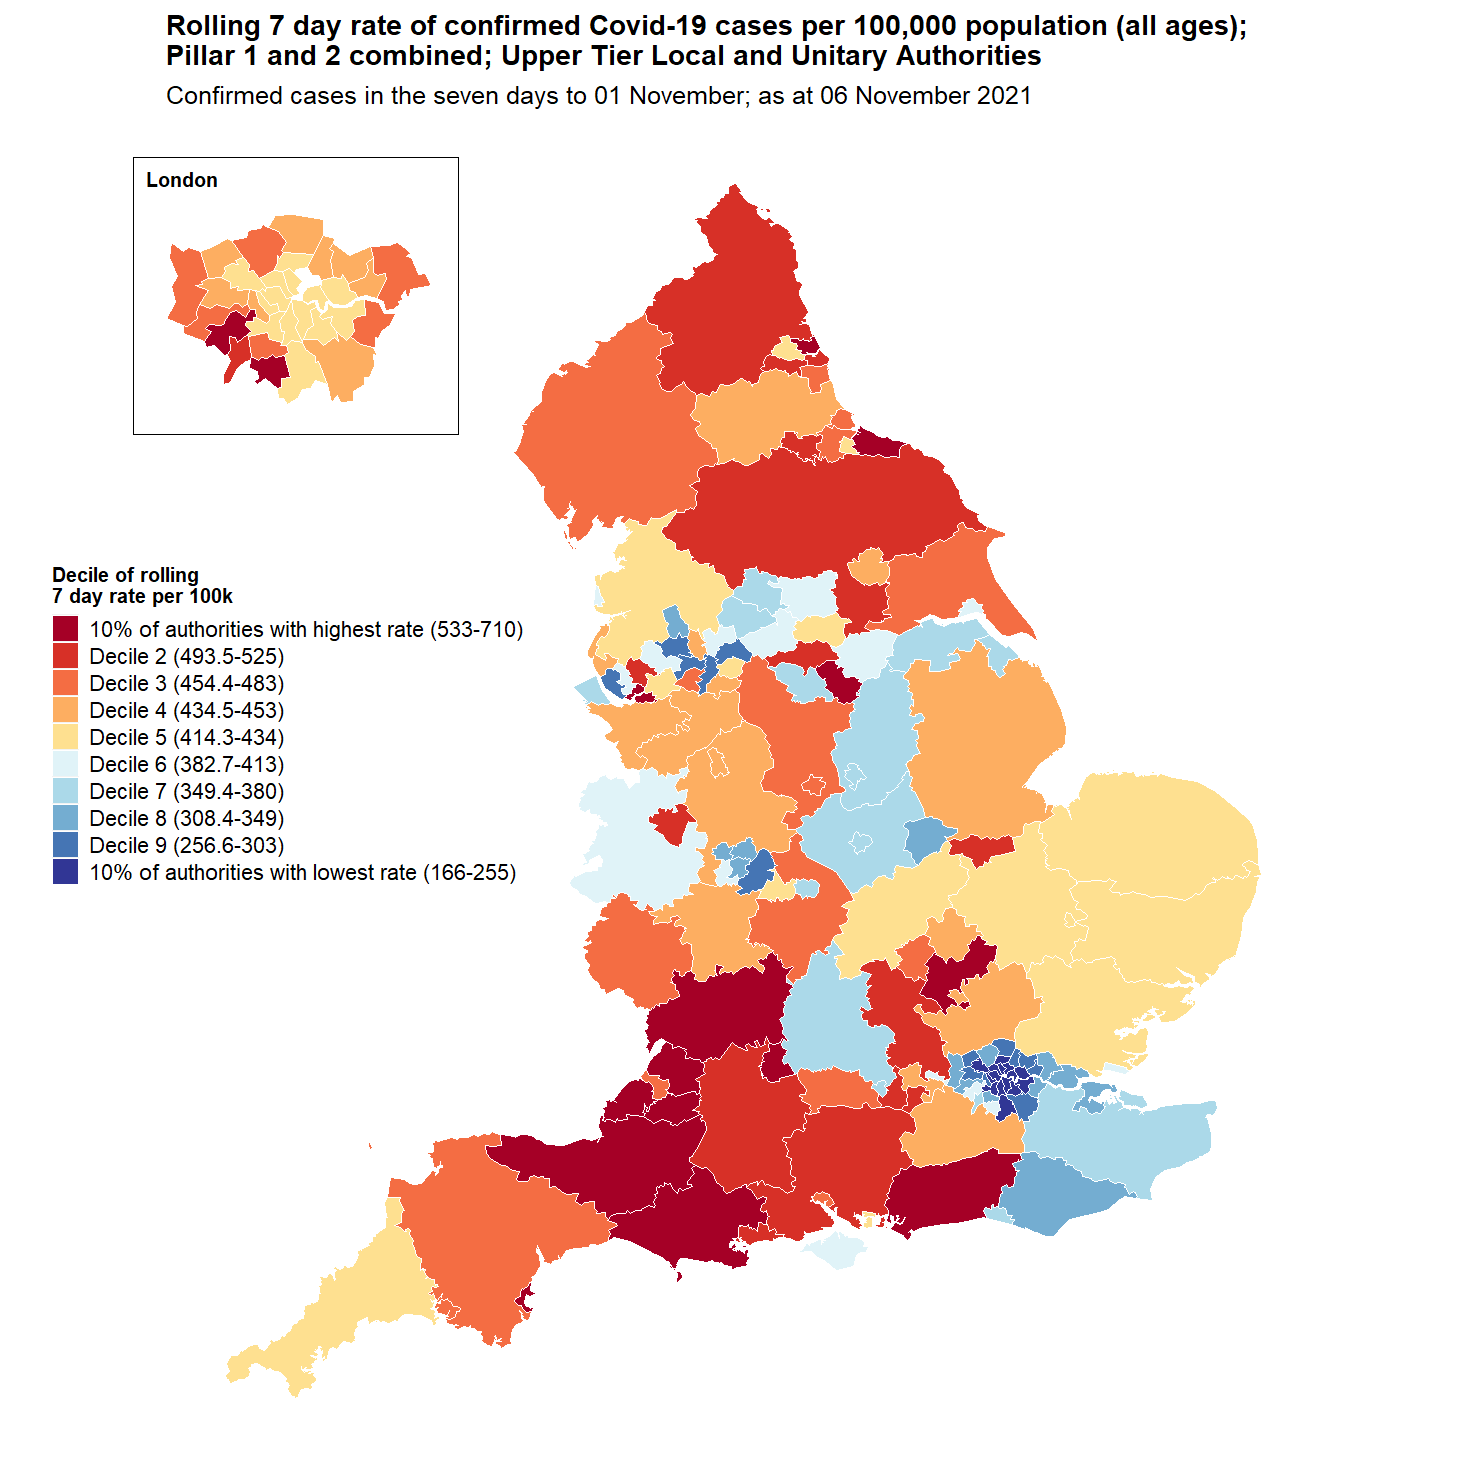 Rolling 7 day rate of confirmed Covid-19 cases per 100,000 population (all ages);
Pillar 1 and 2 combined; Upper Tier Local and Unitary Authorities
Confirmed cases in the seven days to 01 November; as at 06 November 2021
London
Decile of rolling
7 day rate per 100k
10% of authorities with highest rate (533-710)
Decile 2 (493.5-525)
Decile 3 (454.4-483)
Decile 4 (434.5-453)
Decile 5 (414.3-434)
Decile 6 (382.7-413)
Decile 7 (349.4-380)
Decile 8 (308.4-349)
Decile 9 (256.6-303)
10% of authorities with lowest rate (166-255)